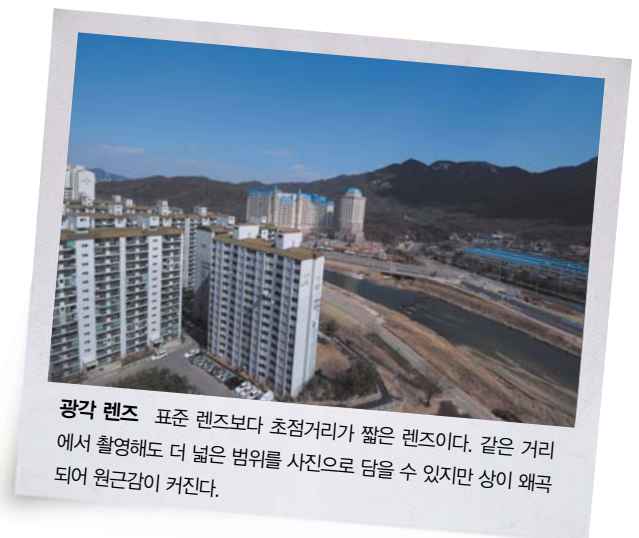 광각 렌즈 표준 렌즈보다 초점거리가 짧은 렌즈이다. 같은 거리
에서 촬영해도 더 넓은 범위를 사진으로 담을 수 있지만 상이 왜곡
되어 원근감이 커진다.